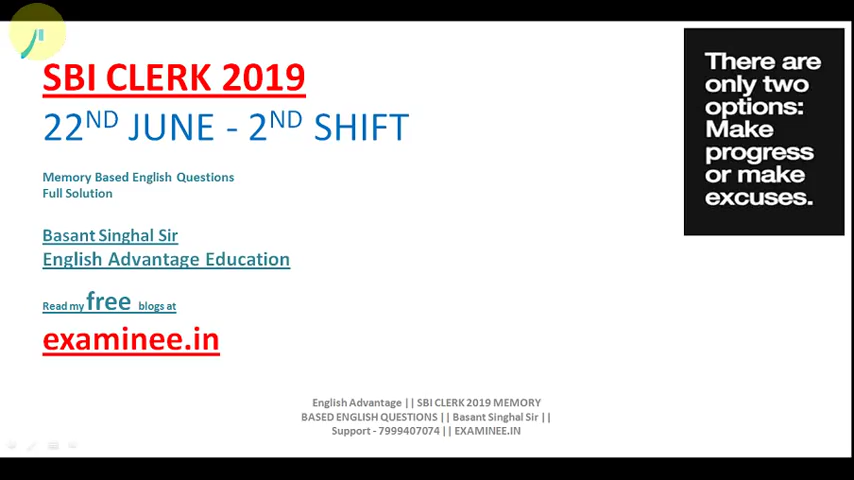 SBI CLERK 2019
22ND JUNE - 2ND SHIFT
Memory Based English Questions
Full Solution
Basant Singhal Sir
English Advantage Education
Read my free blogs at
examinee.in
There are
only two
options:
Make
progress
or make
excuses.
English Advantage || SBI CLERK 2019 MEMORY
BASED ENGLISH QUESTIONS || Basant Singhal Sir ||
Support - 7999407074 || EXAMINEE.IN